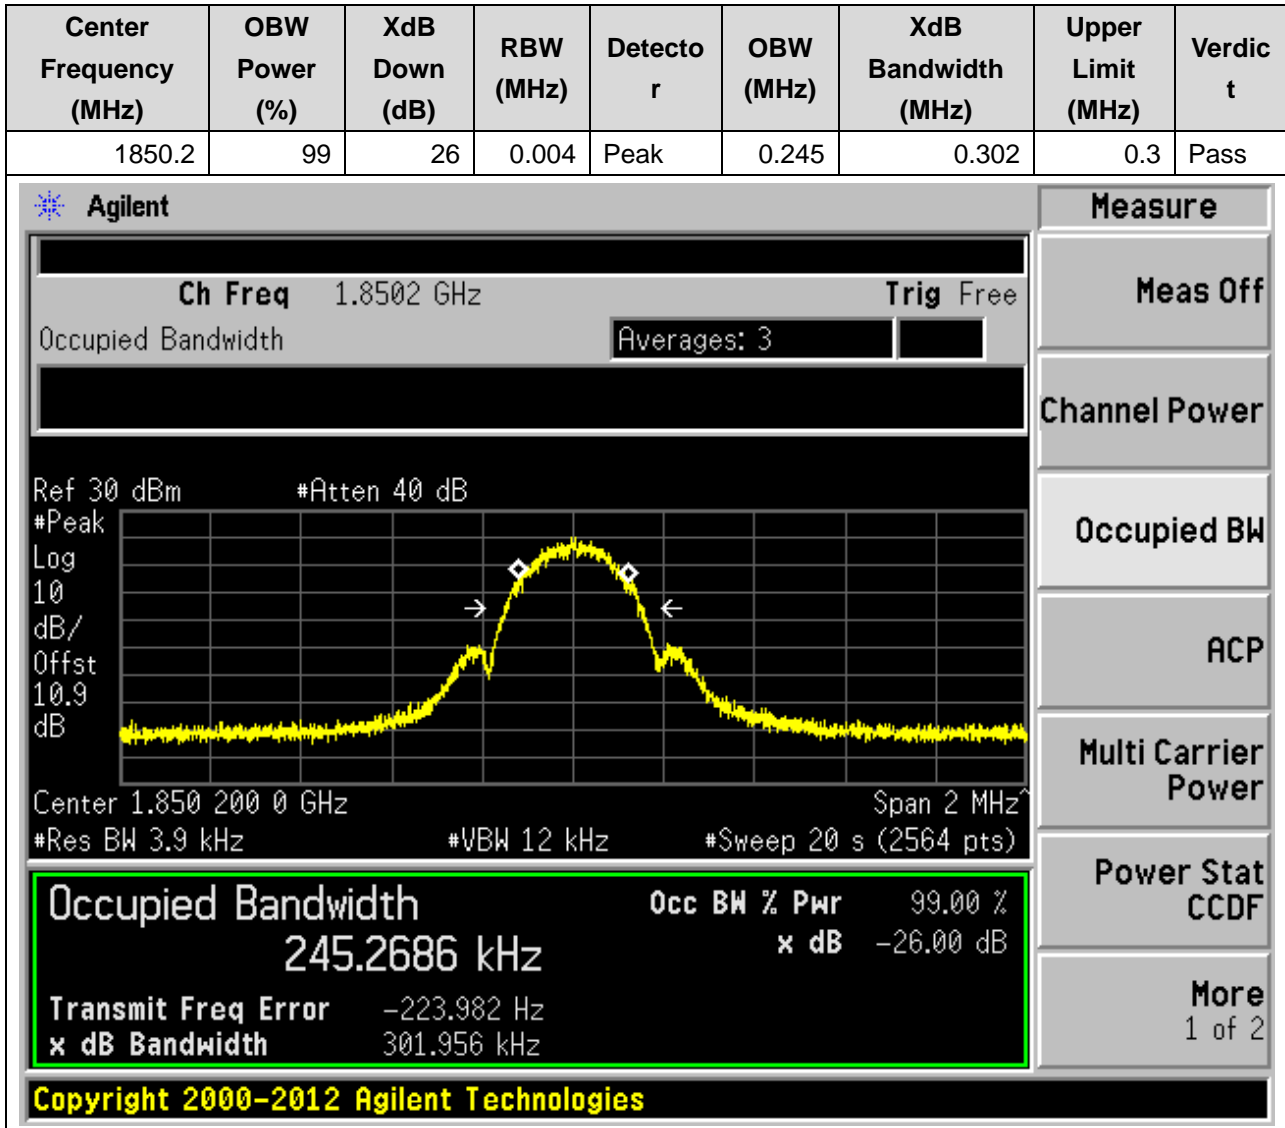 Center Frequency (MHz) OBW Power (%) XdB Down (dB) RBW (MHz) Detecto r OBW (MHz) XdB Bandwidth (MHz) Upper Limit (MHz) Verdic t
1850.2 99 26 0.004 Peak 0.245 0.302 0.3 Pass
Agilent
Measure
Ch Freq 1.8502 GHz Trig Free
Occupied Bandwidth Averages: 3
Meas Off
Channel Power
Occupied BW
ACP
Multi Carrier
Power
Power Stat
CCDF
More
1 of 2
Ref 30 dBm #Atten 40 dB
#Peak
Log
10
dB/
Offst
10.9
dB
Center 1.850 200 0 GHz Span 2 MHz^
#Res BW 3.9 kHz #VBW 12 kHz #Sweep 20 s (2564 pts)
Occupied Bandwidth Occ BW % Pwr 99.00 %
245.2686 kHz x dB -26.00 dB
Transmit Freq Error -223.982 Hz
x dB Bandwidth 301.956 kHz
Copyright 2000-2012 Agilent Technologies